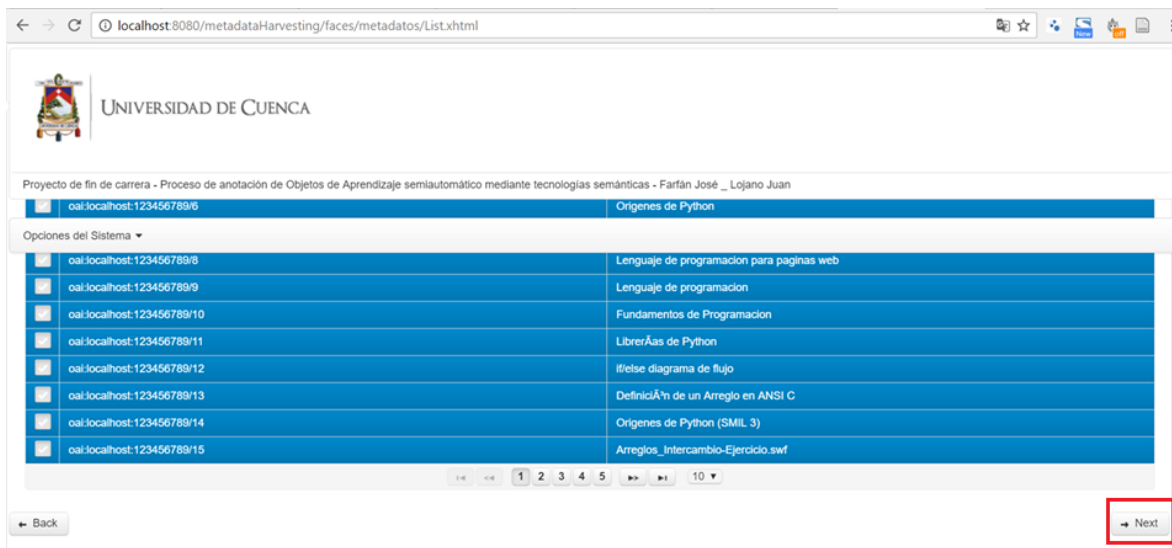 localhost:8080/metadataHarvesting/faces/metadatos/List.xhtml
New
off
UNIVERSIDAD DE CUENCA
Proyecto de fin de carrera - Proceso de anotación de Objetos de Aprendizaje semiautomático mediante tecnologías semánticas - Farfán José _ Lojano Juan
oai:localhost:123456789/6 Origenes de Python
Opciones del Sistema
oai:localhost:123456789/8 Lenguaje de programacion para paginas web
oai:localhost:123456789/9 Lenguaje de programacion
oai:localhost:123456789/10 Fundamentos de Programacion
oai:localhost:123456789/11 LibrerÃas de Python
oai:localhost:123456789/12 if/else diagrama de flujo
oai:localhost:123456789/13 DefiniciÃ³n de un Arreglo en ANSI C
oai:localhost:123456789/14 Origenes de Python (SMIL 3)
oai:localhost:123456789/15 Arreglos_Intercambio-Ejercicio.swf
1 2 3 4 5 10
Back
Next